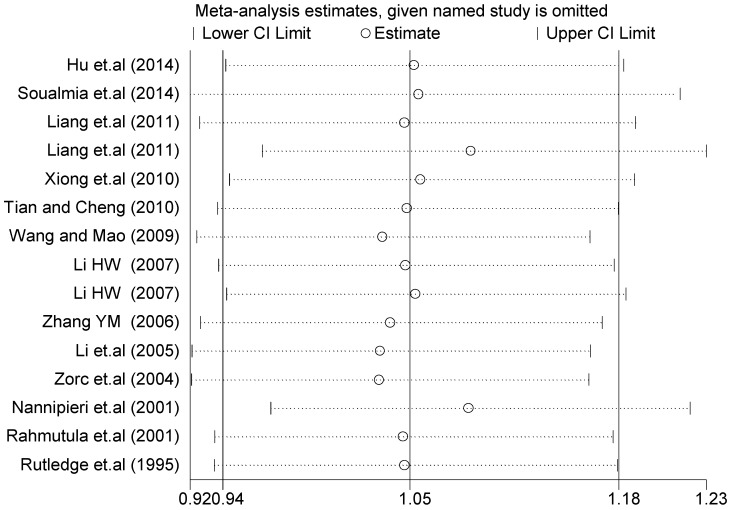 Meta-analysis estimates, given named study is omitted
| Lower CI Limit ○ Estimate | Upper CI Limit
Hu et.al (2014)
Soualmia et.al (2014)
Liang et.al (2011)
Liang et.al (2011)
Xiong et.al (2010)
Tian and Cheng (2010)
Wang and Mao (2009)
Li HW (2007)
Li HW (2007)
Zhang YM (2006)
Li et.al (2005)
Zorc et.al (2004)
Nannipieri et.al (2001)
Rahmutula et.al (2001)
Rutledge et.al (1995)
0.92 0.94 1.05 1.18 1.23